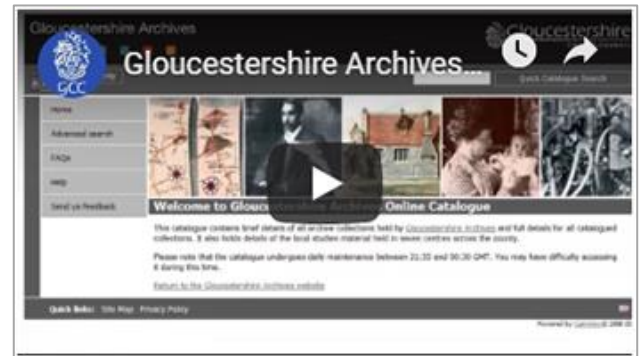 Gloucestershire Archives
Gloucestershire
GCC
Gloucestershire Archives...
Quick Catalogue Search
Home
Advanced search
FAQs
Help
Send us feedback
Welcome to Gloucestershire Archives Online Catalogue
This catalogue contains brief details of all archive collections held by Gloucestershire Archives and full details for all catalogued
collections. It also holds details of the local studies material held in seven centres across the county.
Please note that the catalogue undergoes daily maintenance between 21:30 and 00:30 GMT. You may have difficulty accessing
it during this time.
Return to the Gloucestershire Archives website
Quick links: Site Map Privacy Policy
Powered by